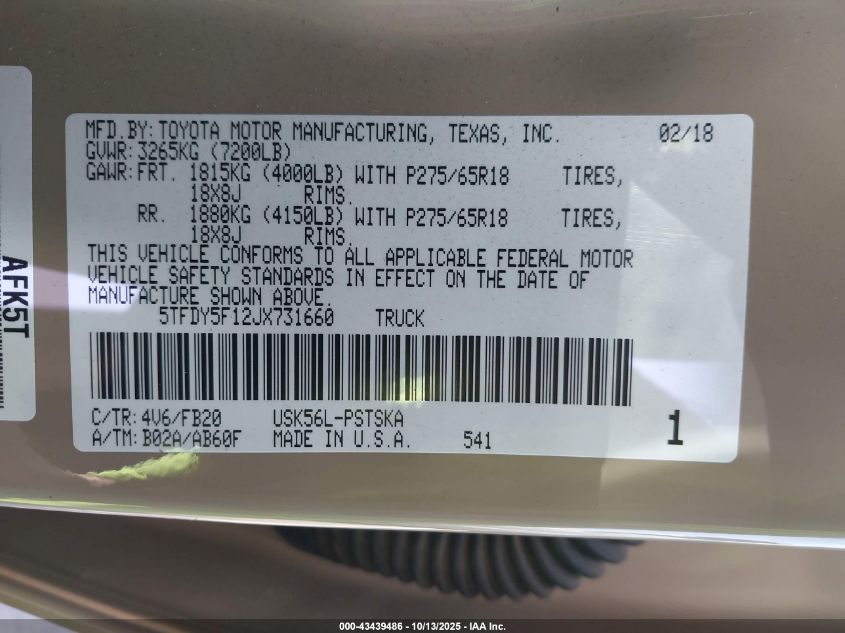 MFD.BY: TOYOTA MOTOR MANUFACTURING, TEXAS, INC. 02/18
GVWR: 3265KG (7200LB)
GAWR: FRT. 1815KG (4000LB) WITH P275/65R18 TIRES,
18X8J RIMS.
RR. 1880KG (4150LB) WITH P275/65R18 TIRES,
18X8J RIMS.
THIS VEHICLE CONFORMS TO ALL APPLICABLE FEDERAL MOTOR
VEHICLE SAFETY STANDARDS IN EFFECT ON THE DATE OF
MANUFACTURE SHOWN ABOVE.
5TFDY5F12JX731660 TRUCK
C/TR: 4V6/FB20 USK56L-PSTSKA
A/TM: B02A/AB60F MADE IN U.S.A. 541 1
AFK5T
000-43439486 - 10/13/2025 - IAA Inc.